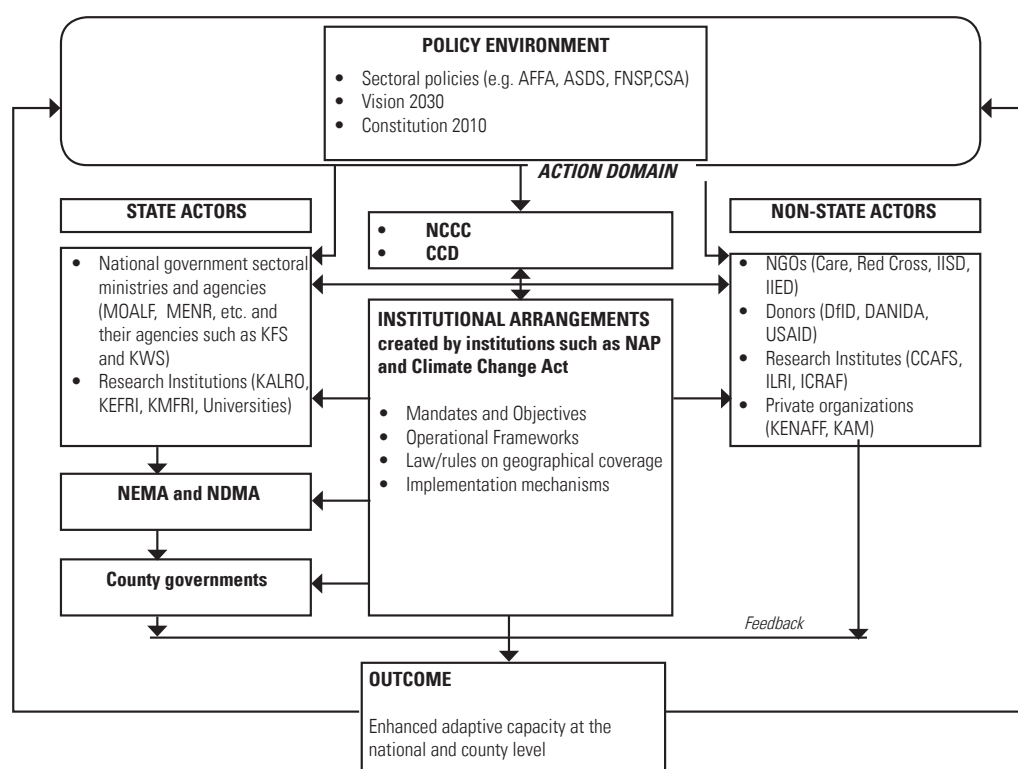 POLICY ENVIRONMENT
• Sectoral policies (e.g. AFFA, ASDS, FNSP,CSA)
• Vision 2030
• Constitution 2010
ACTION DOMAIN
STATE ACTORS
• National government sectoral
ministries and agencies
(MOALF, MENR, etc. and
their agencies such as KFS
and KWS)
• Research Institutions (KALRO,
KEFRI, KMFRI, Universities)
NEMA and NDMA
County governments
• NCCC
• CCD
INSTITUTIONAL ARRANGEMENTS
created by institutions such as NAP
and Climate Change Act
• Mandates and Objectives
• Operational Frameworks
• Law/rules on geographical coverage
• Implementation mechanisms
NON-STATE ACTORS
• NGOs (Care, Red Cross, IISD,
IIED)
• Donors (DfID, DANIDA,
USAID)
• Research Institutes (CCAFS,
ILRI, ICRAF)
• Private organizations
(KENAFF, KAM)
Feedback
OUTCOME
Enhanced adaptive capacity at the
national and county level